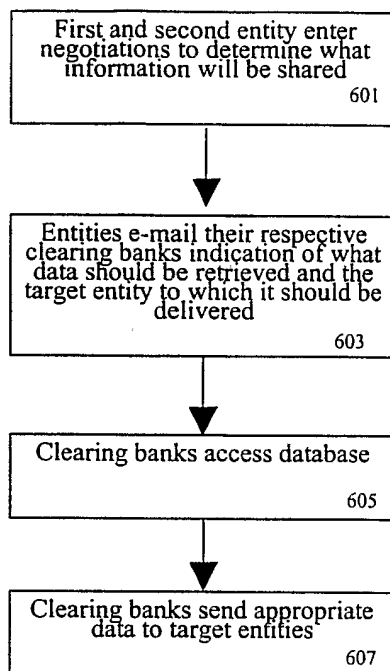 First and second entity enter
negotiations to determine what
information will be shared
601
Entities e-mail their respective
clearing banks indication of what
data should be retrieved and the
target entity to which it should be
delivered
603
Clearing banks access database
605
Clearing banks send appropriate
data to target entities
607